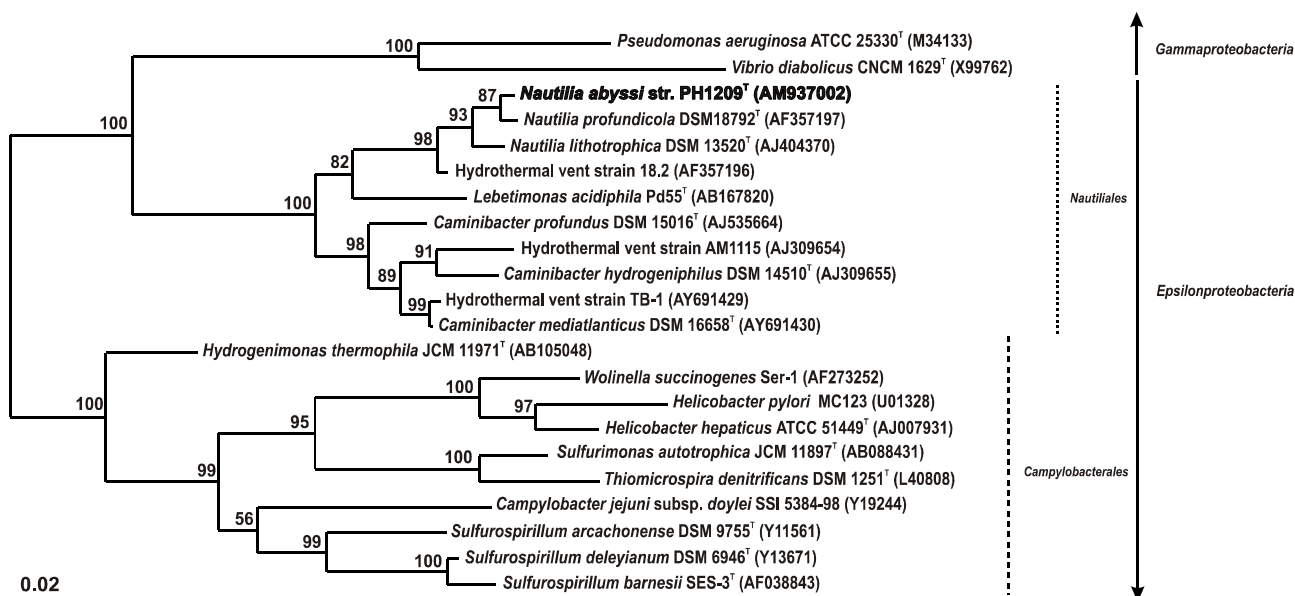 Pseudomonas aeruginosa ATCC 25330ᵀ (M34133)
Gammaproteobacteria
100
Vibrio diabolicus CNCM 1629ᵀ (X99762)
87
Nautilia abyssi str. PH1209ᵀ (AM937002)
Nautilia profundicola DSM18792ᵀ (AF357197)
93
100
98
Nautilia lithotrophica DSM 13520ᵀ (AJ404370)
82
Hydrothermal vent strain 18.2 (AF357196)
Lebetimonas acidiphila Pd55ᵀ (AB167820)
Nautiliales
100
Caminibacter profundus DSM 15016ᵀ (AJ535664)
98
91
Hydrothermal vent strain AM1115 (AJ309654)
89
Caminibacter hydrogeniphilus DSM 14510ᵀ (AJ309655)
Epsilonproteobacteria
99
Hydrothermal vent strain TB-1 (AY691429)
Caminibacter mediatlanticus DSM 16658ᵀ (AY691430)
Hydrogenimonas thermophila JCM 11971ᵀ (AB105048)
100
Wolinella succinogenes Ser-1 (AF273252)
100
97
Helicobacter pylori MC123 (U01328)
95
Helicobacter hepaticus ATCC 51449ᵀ (AJ007931)
Sulfurimonas autotrophica JCM 11897ᵀ (AB088431)
99
100
Thiomicrospira denitrificans DSM 1251ᵀ (L40808)
Campylobacterales
56
Campylobacter jejuni subsp. doylei SSI 5384-98 (Y19244)
99
Sulfurospirillum arcachonense DSM 9755ᵀ (Y11561)
100
Sulfurospirillum deleyianum DSM 6946ᵀ (Y13671)
0.02
Sulfurospirillum barnesii SES-3ᵀ (AF038843)